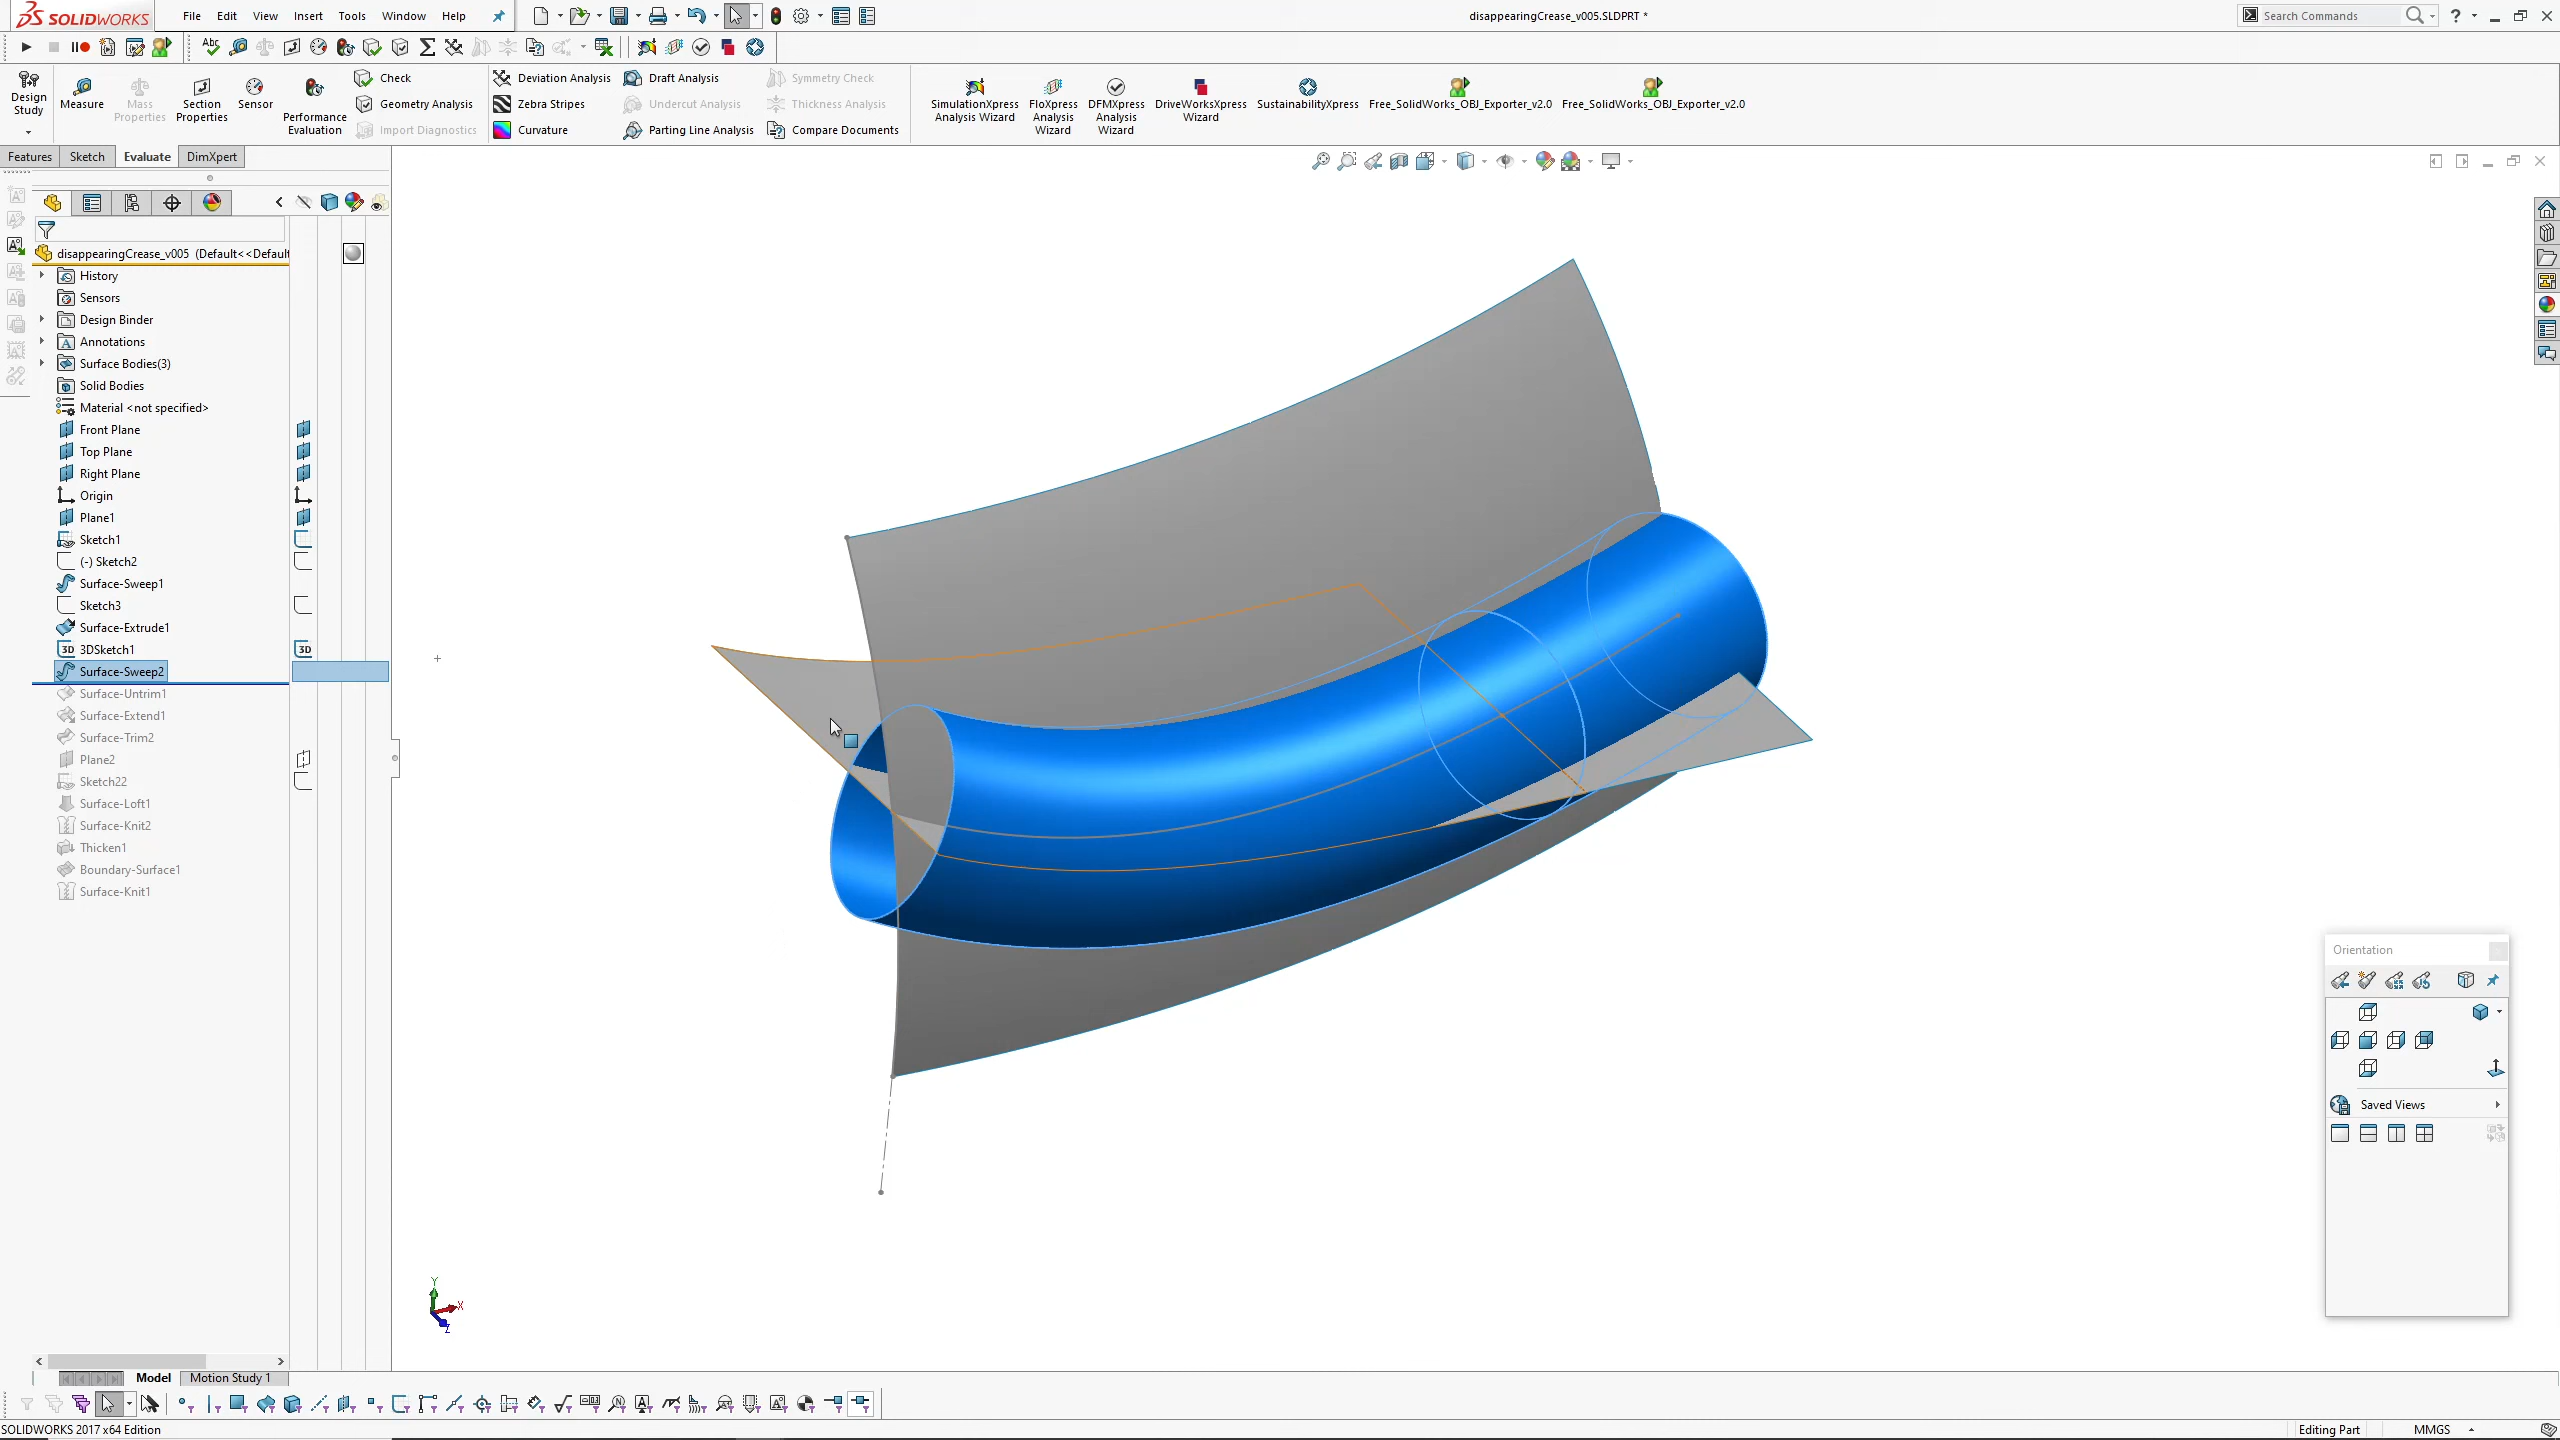 SOLIDWORKS
File Edit View Insert Tools Window Help
disappearingCrease_v005.SLDPRT *
Search Commands
Design Study
Measure
Mass Properties
Section Properties
Sensor
Performance Evaluation
Check
Geometry Analysis
Import Diagnostics
Deviation Analysis
Zebra Stripes
Curvature
Draft Analysis
Undercut Analysis
Parting Line Analysis
Symmetry Check
Thickness Analysis
Compare Documents
SimulationXpress Analysis Wizard
FloXpress Analysis Wizard
DFMXpress Analysis Wizard
DriveWorksXpress Wizard
SustainabilityXpress
Free_SolidWorks_OBJ_Exporter_v2.0
Free_SolidWorks_OBJ_Exporter_v2.0
Features Sketch Evaluate DimXpert
disappearingCrease_v005 (Default<<Default
History
Sensors
Design Binder
Annotations
Surface Bodies(3)
Solid Bodies
Material <not specified>
Front Plane
Top Plane
Right Plane
Origin
Plane1
Sketch1
(-) Sketch2
Surface-Sweep1
Sketch3
Surface-Extrude1
3D 3DSketch1 3D
Surface-Sweep2
Surface-Untrim1
Surface-Extend1
Surface-Trim2
Plane2
Sketch22
Surface-Loft1
Surface-Knit2
Thicken1
Boundary-Surface1
Surface-Knit1
Orientation
Saved Views
Y
X
Z
Model Motion Study 1
SOLIDWORKS 2017 x64 Edition
Editing Part
MMGS